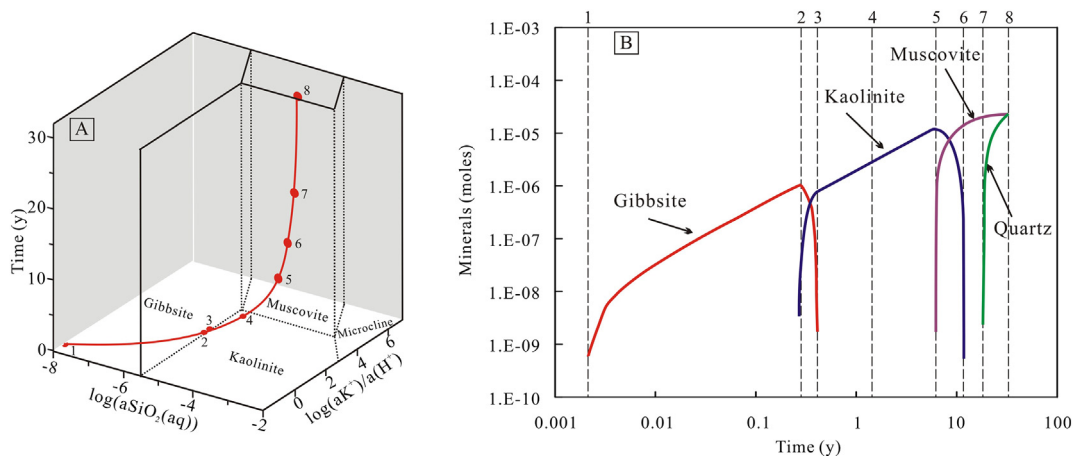 A
32
30
20
10
0
Time (y)
8
7
6
5
4
3
2
1
Gibbsite
Muscovite
Microcline
Kaolinite
-8
-6
-4
-2
log(aSiO₂(aq))
0
2
4
6
log(aK⁺)/a(H⁺)
B
1 2 3 4 5 6 7 8
1.E-03
1.E-04
1.E-05
1.E-06
1.E-07
1.E-08
1.E-09
1.E-10
Minerals (moles)
Muscovite
Kaolinite
Gibbsite
Quartz
0.001 0.01 0.1 1 10 100
Time (y)